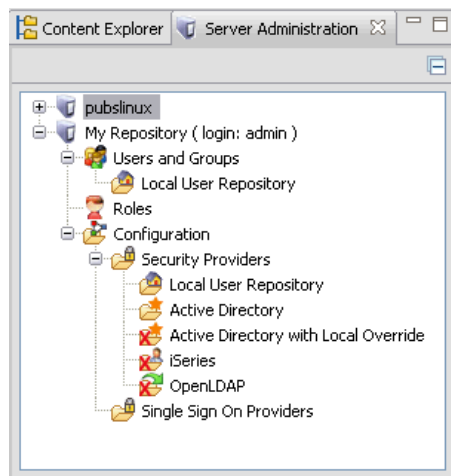 Content Explorer Server Administration
pubslinux
My Repository ( login: admin )
Users and Groups
Local User Repository
Roles
Configuration
Security Providers
Local User Repository
Active Directory
Active Directory with Local Override
iSeries
OpenLDAP
Single Sign On Providers